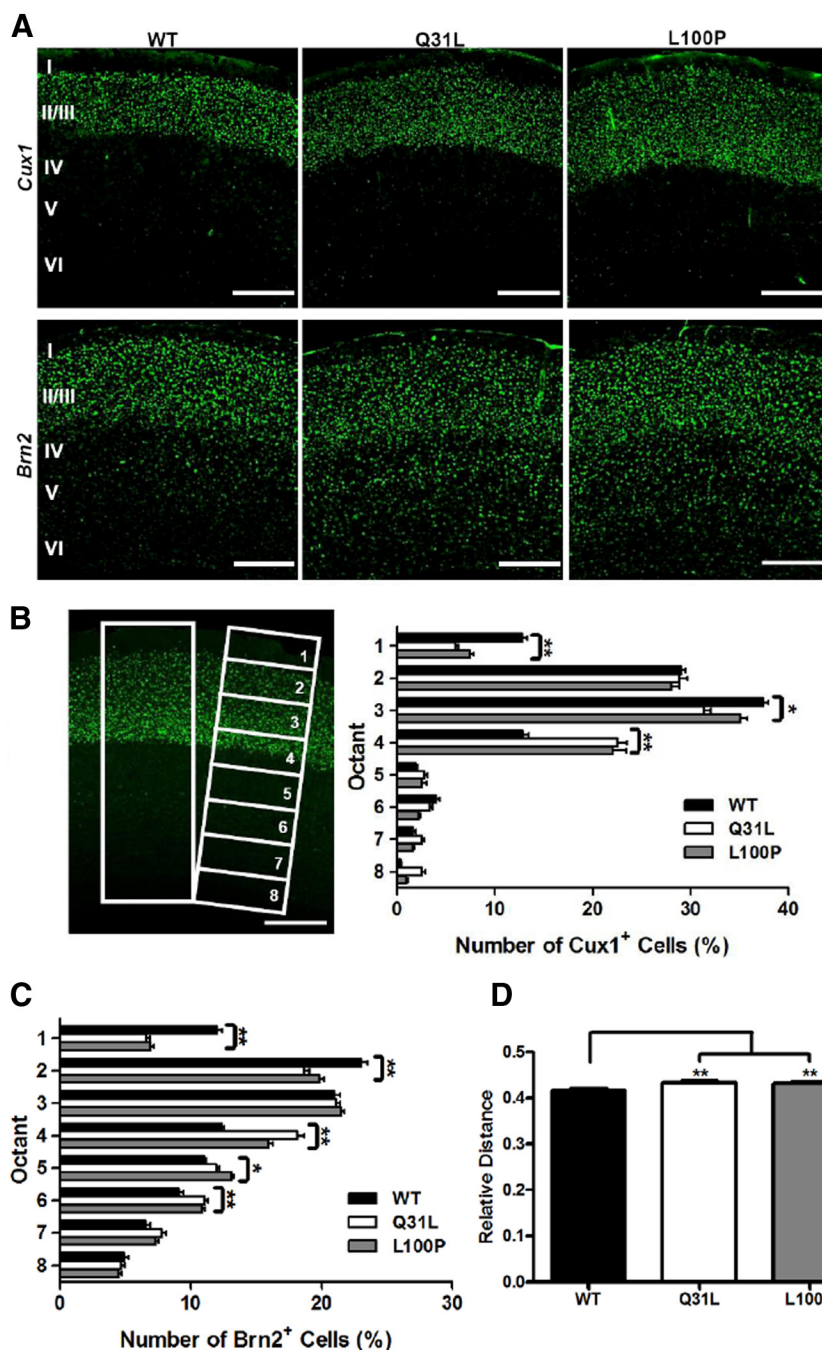 A
WT
Q31L
L100P
Cux1
I
II/III
IV
V
VI
Brn2
I
II/III
IV
V
VI
B
1
2
3
4
5
6
7
8
Octant
1
2
3
4
5
6
7
8
**
*
**
WT
Q31L
L100P
0
10
20
30
40
Number of Cux1+ Cells (%)
C
Octant
1
2
3
4
5
6
7
8
**
**
**
*
**
WT
Q31L
L100P
0
10
20
30
Number of Brn2+ Cells (%)
D
Relative Distance
0.5
0.4
0.3
0.2
0.1
0.0
**
**
WT
Q31L
L100